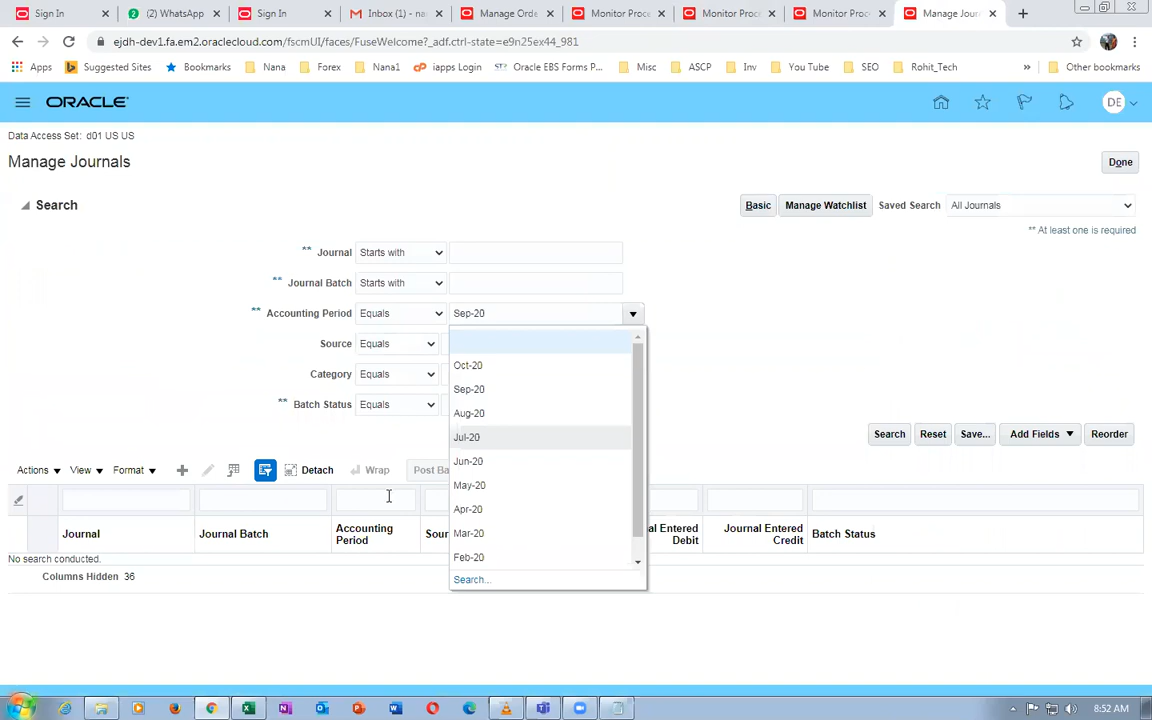 Sign In
(2) WhatsApp
Sign In
Inbox (1) - na
Manage Orde
Monitor Proce
Monitor Proce
Monitor Proce
Manage Journ
ejdh-dev1.fa.em2.oraclecloud.com/fscmUI/faces/FuseWelcome?_adf.ctrl-state=e9n25ex44_981
Apps
Suggested Sites
Bookmarks
Nana
Forex
Nana1
iapps Login
Oracle EBS Forms P...
Misc
ASCP
Inv
You Tube
SEO
Rohit_Tech
»
Other bookmarks
ORACLE
DE
Data Access Set: d01 US US
Manage Journals
Done
Search
Basic
Manage Watchlist
Saved Search
All Journals
** At least one is required
** Journal Starts with
** Journal Batch Starts with
** Accounting Period Equals Sep-20
Source Equals
Category Equals
** Batch Status Equals
Oct-20
Sep-20
Aug-20
Jul-20
Jun-20
May-20
Apr-20
Mar-20
Feb-20
Search...
Search
Reset
Save...
Add Fields
Reorder
Actions
View
Format
Detach
Wrap
Post Ba
Journal
Journal Batch
Accounting Period
Sour
al Entered Debit
Journal Entered Credit
Batch Status
No search conducted.
Columns Hidden 36
8:52 AM